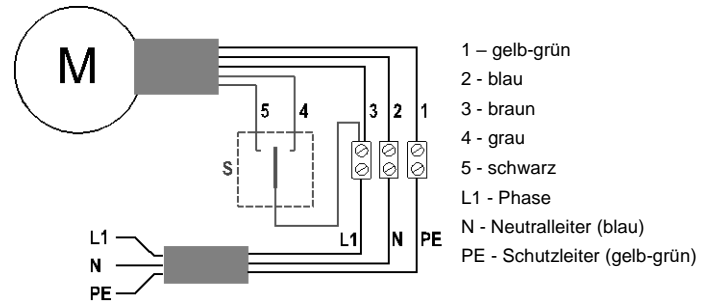 M
1 – gelb-grün
2 - blau
3 - braun
4 - grau
5 - schwarz
L1 - Phase
N - Neutralleiter (blau)
PE - Schutzleiter (gelb-grün)
5 4 3 2 1
S
L1 N PE
L1
N
PE